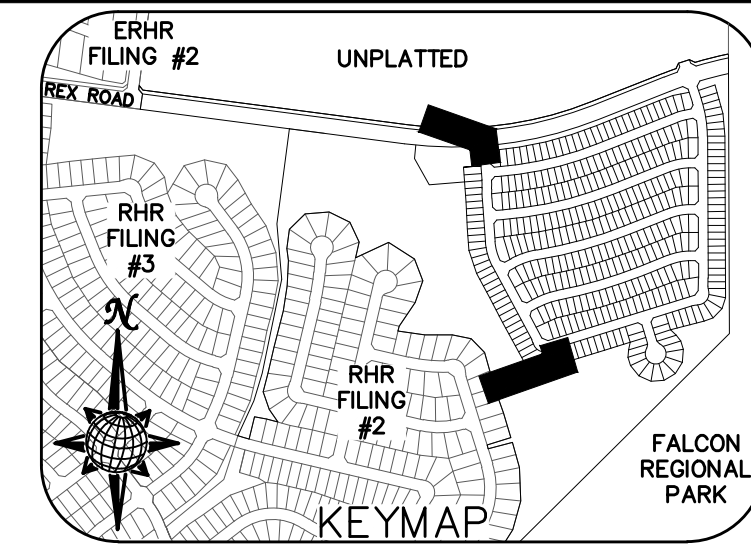 ERHR
FILING #2
UNPLATTED
REX ROAD
RHR
FILING
#3
N
RHR
FILING
#2
FALCON
REGIONAL
PARK
KEYMAP